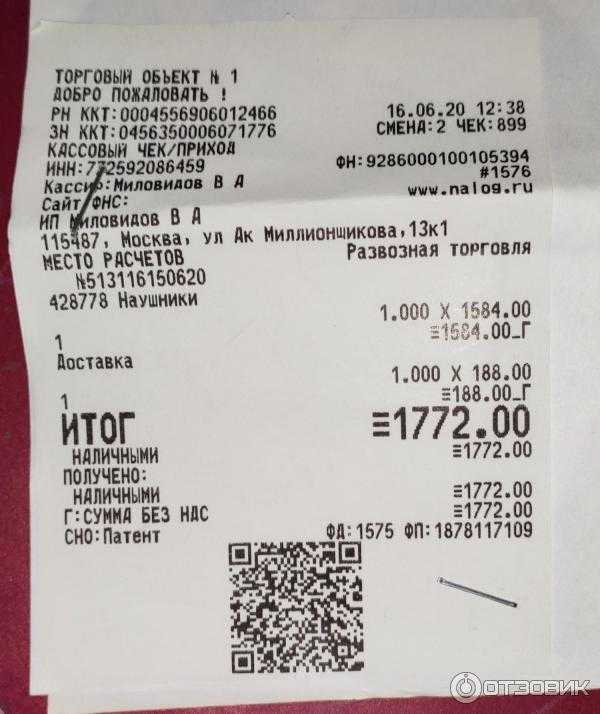 ТОРГОВЫЙ ОБЪЕКТ № 1
ДОБРО ПОЖАЛОВАТЬ !
РН ККТ:0004556906012466 16.06.20 12:38
ЗН ККТ:0456350006071776 СМЕНА:2 ЧЕК:899
КАССОВЫЙ ЧЕК/ПРИХОД
ИНН:772592086459 ФН:9286000100105394
Кассир:Миловидов В А #1576
Сайт ФНС: www.nalog.ru
ИП Миловидов В А
115487, Москва, ул Ак Миллионщикова,13к1
МЕСТО РАСЧЕТОВ Развозная торговля
№513116150620
428778 Наушники
1.000 X 1584.00
1 ≡1584.00_Г
Доставка
1.000 X 188.00
1 ≡188.00_Г
ИТОГ ≡1772.00
НАЛИЧНЫМИ ≡1772.00
ПОЛУЧЕНО:
НАЛИЧНЫМИ ≡1772.00
Г:СУММА БЕЗ НДС ≡1772.00
СНО:Патент ФД:1575 ФП:1878117109
ОТЗОВИК